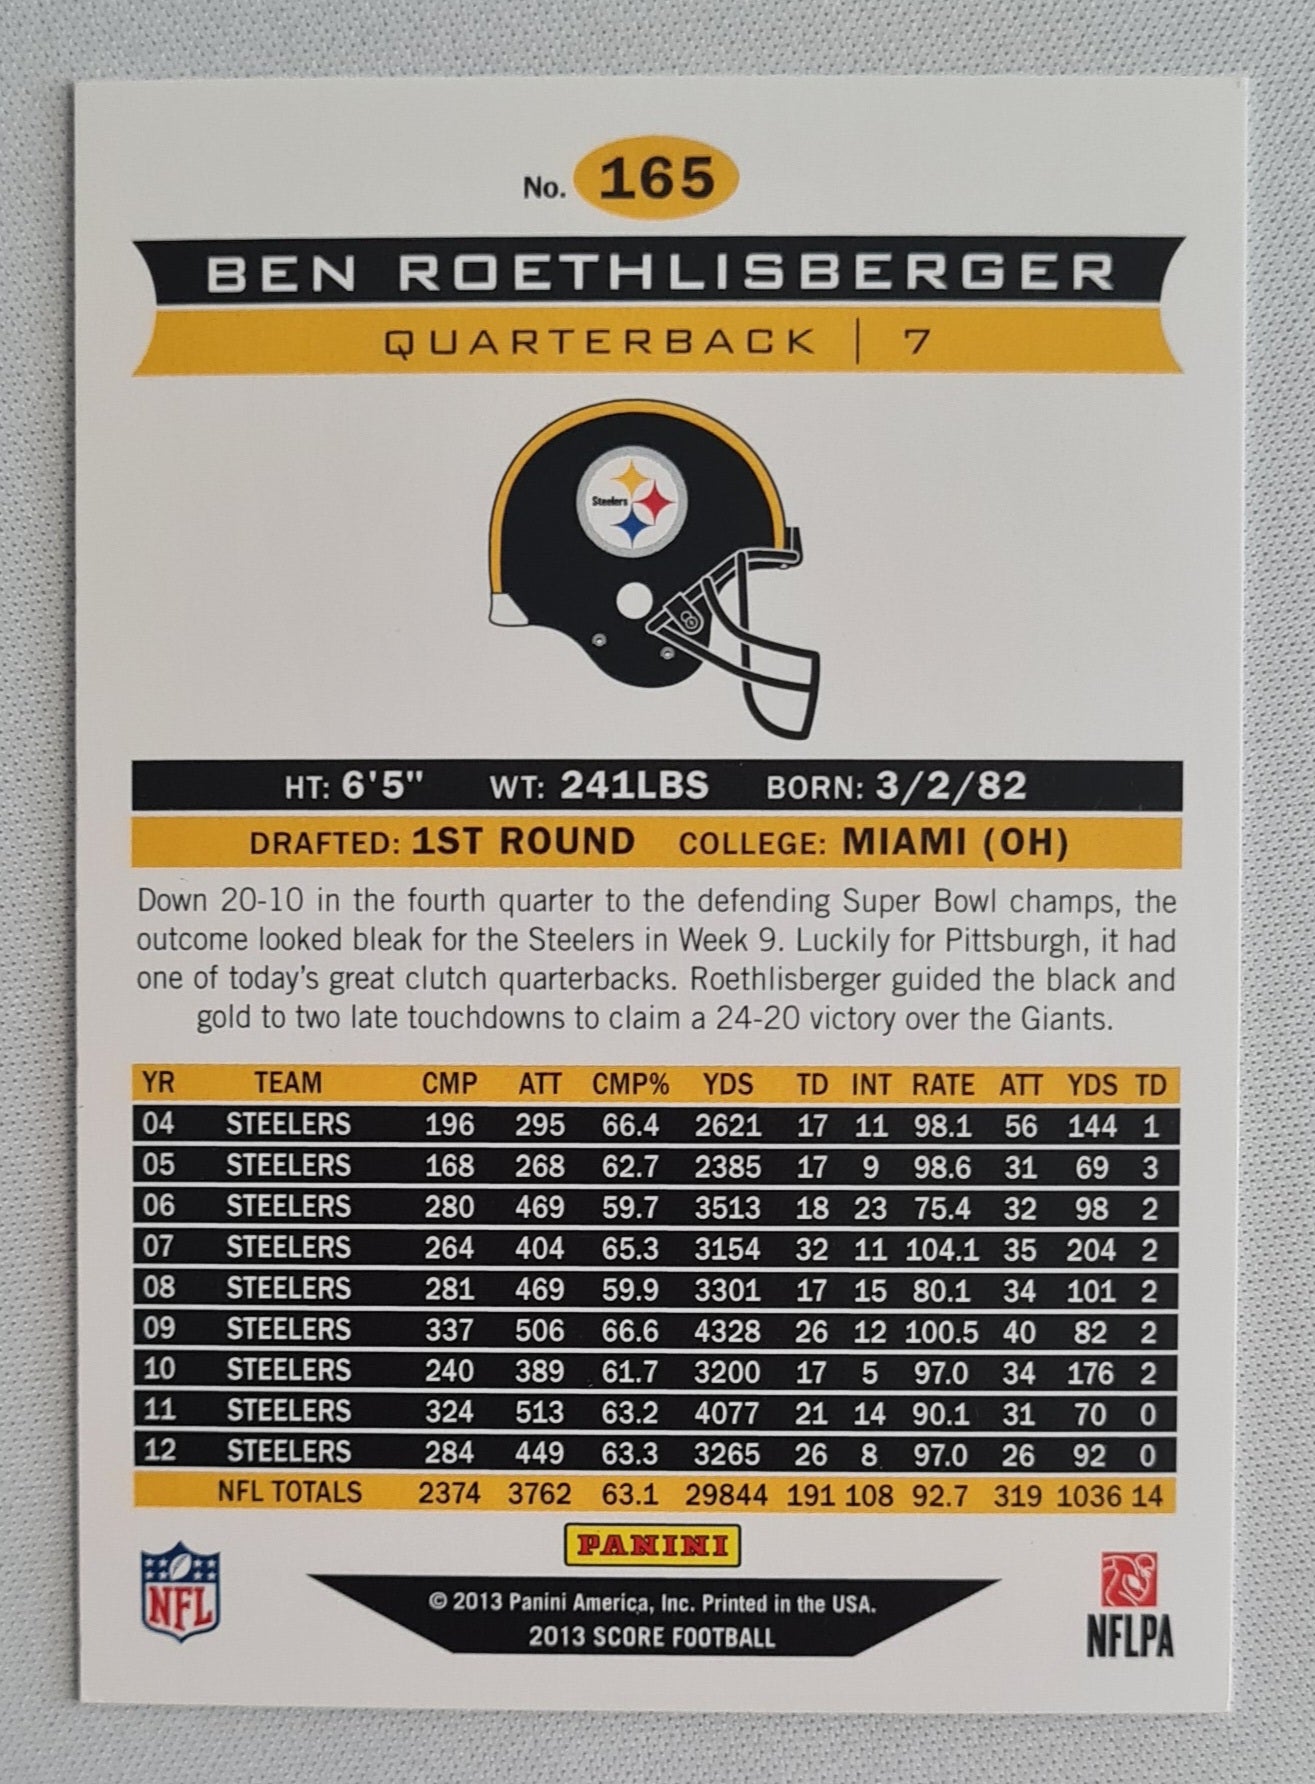 No. 165
BEN ROETHLISBERGER
QUARTERBACK | 7
Steelers
8
HT: 6'5" WT: 241LBS BORN: 3/2/82
DRAFTED: 1ST ROUND COLLEGE: MIAMI (OH)
Down 20-10 in the fourth quarter to the defending Super Bowl champs, the
outcome looked bleak for the Steelers in Week 9. Luckily for Pittsburgh, it had
one of today's great clutch quarterbacks. Roethlisberger guided the black and
gold to two late touchdowns to claim a 24-20 victory over the Giants.
YR TEAM CMP ATT CMP% YDS TD INT RATE ATT YDS TD
04 STEELERS 196 295 66.4 2621 17 11 98.1 56 144 1
05 STEELERS 168 268 62.7 2385 17 9 98.6 31 69 3
06 STEELERS 280 469 59.7 3513 18 23 75.4 32 98 2
07 STEELERS 264 404 65.3 3154 32 11 104.1 35 204 2
08 STEELERS 281 469 59.9 3301 17 15 80.1 34 101 2
09 STEELERS 337 506 66.6 4328 26 12 100.5 40 82 2
10 STEELERS 240 389 61.7 3200 17 5 97.0 34 176 2
11 STEELERS 324 513 63.2 4077 21 14 90.1 31 70 0
12 STEELERS 284 449 63.3 3265 26 8 97.0 26 92 0
NFL TOTALS 2374 3762 63.1 29844 191 108 92.7 319 1036 14
PANINI
NFL
© 2013 Panini America, Inc. Printed in the USA.
2013 SCORE FOOTBALL
NFLPA